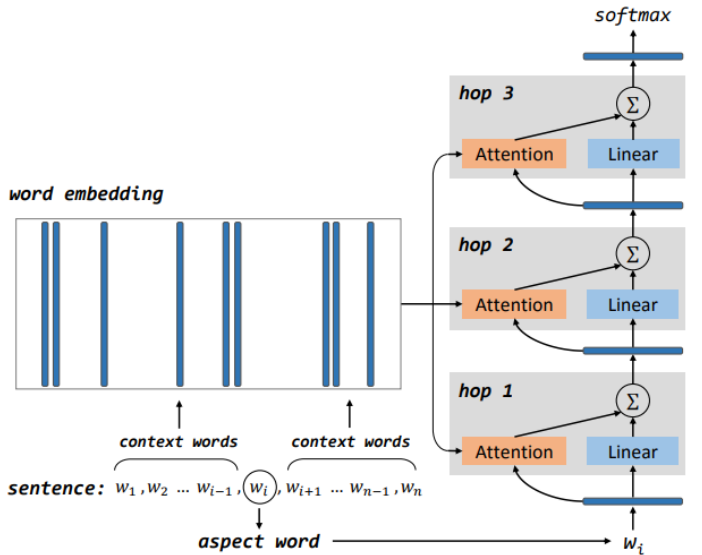 softmax
hop 3
Σ
Attention
Linear
word embedding
hop 2
Σ
Attention
Linear
hop 1
Σ
Attention
Linear
context words
context words
sentence: w₁, w₂ … wᵢ₋₁, wᵢ, wᵢ₊₁ … wₙ₋₁, wₙ
aspect word
wᵢ